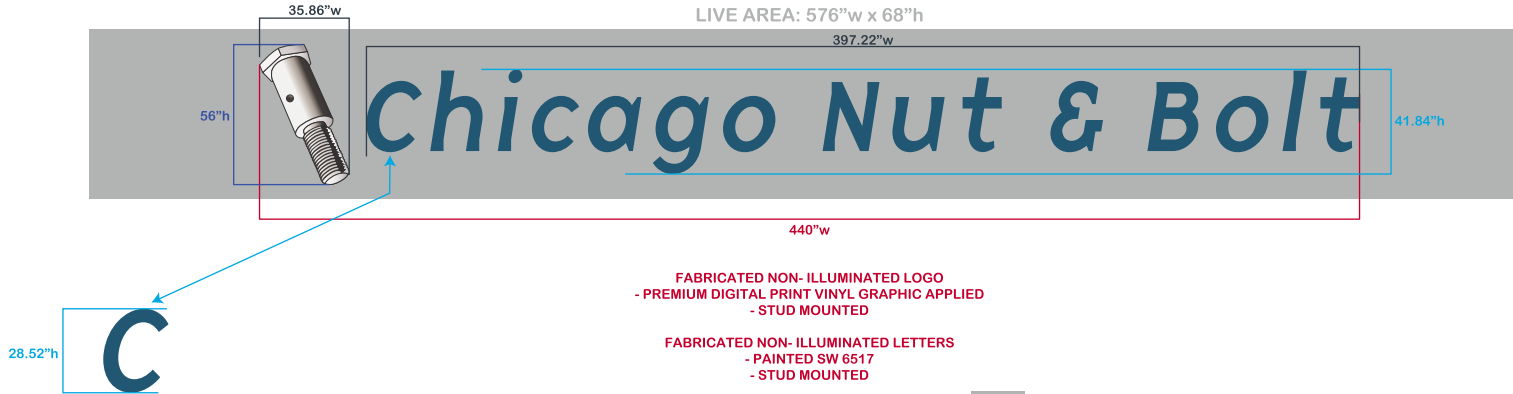 35.86”w
LIVE AREA: 576”w x 68”h
397.22”w
56”h
Chicago Nut & Bolt
41.84”h
440”w
FABRICATED NON- ILLUMINATED LOGO
- PREMIUM DIGITAL PRINT VINYL GRAPHIC APPLIED
- STUD MOUNTED
28.52”h
C
FABRICATED NON- ILLUMINATED LETTERS
- PAINTED SW 6517
- STUD MOUNTED